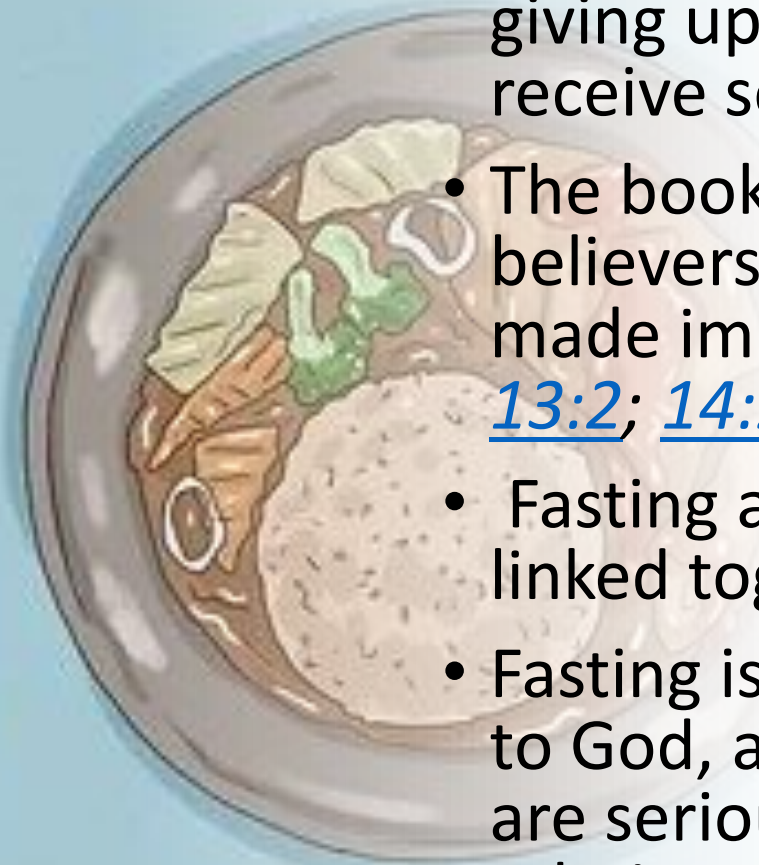 giving up
receive s
• The book
believers
made im
13:2; 14:
• Fasting a
linked tog
• Fasting is
to God, a
are seriou